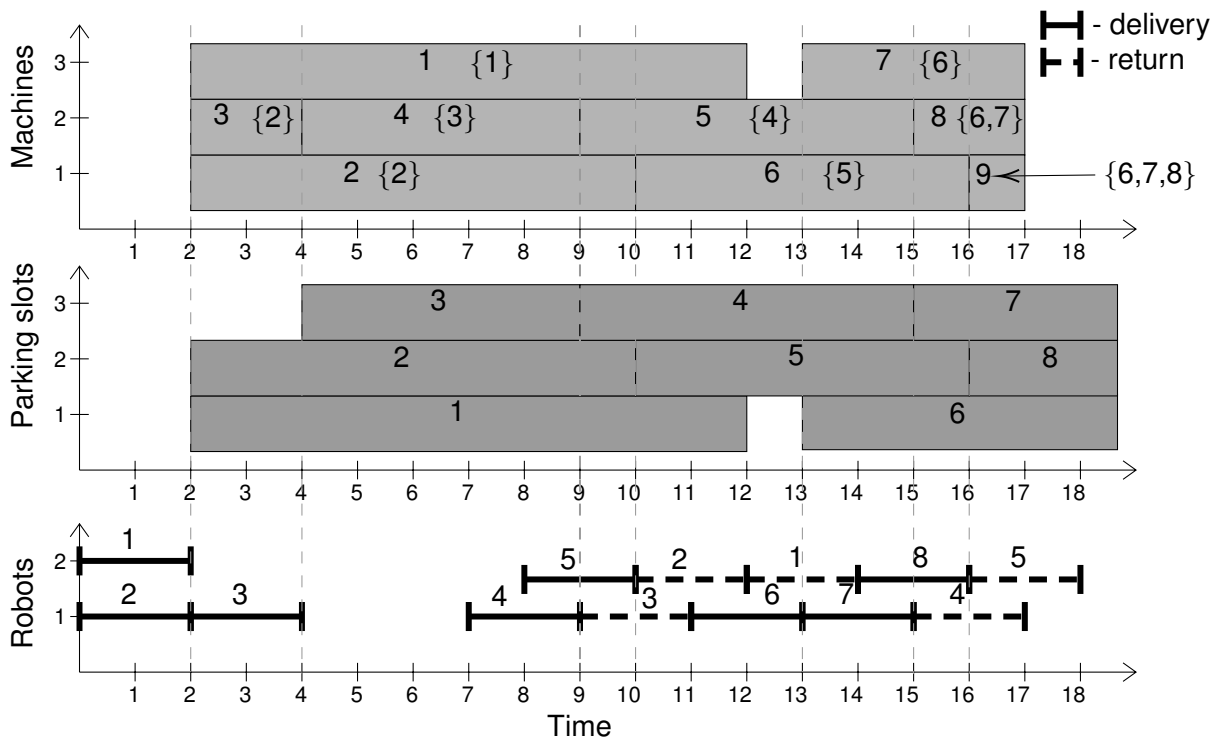 - delivery
- return
Machines
3
2
1
1 {1}
7 {6}
3 {2}
4 {3}
5 {4}
8 {6,7}
2 {2}
6 {5}
9
{6,7,8}
1 2 3 4 5 6 7 8 9 10 11 12 13 14 15 16 17 18
Parking slots
3
2
1
3 4 7
2 5 8
1 6
1 2 3 4 5 6 7 8 9 10 11 12 13 14 15 16 17 18
Robots
2
1
1 5 2 1 8 5
2 3 4 3 6 7 4
1 2 3 4 5 6 7 8 9 10 11 12 13 14 15 16 17 18
Time